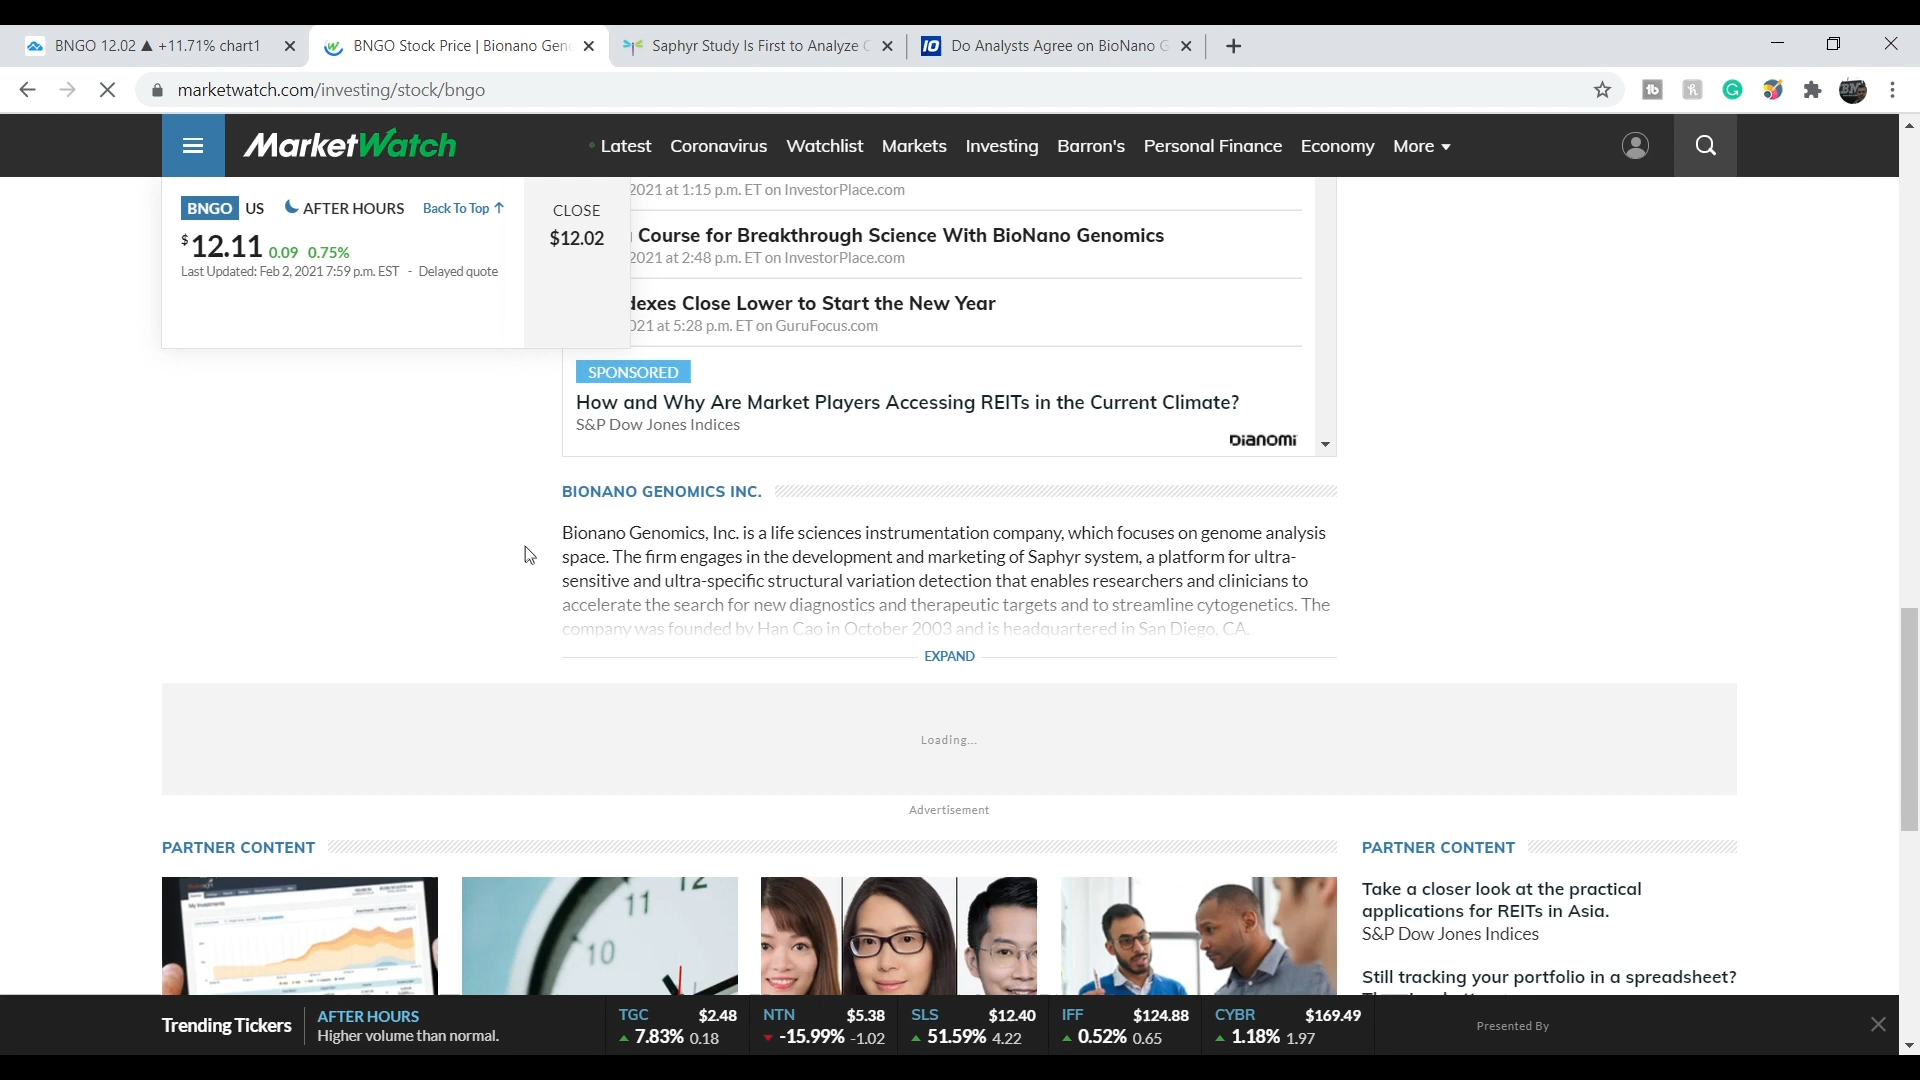 BNGO 12.02 ▲ +11.71% chart1
BNGO Stock Price | Bionano Gen
Saphyr Study Is First to Analyze
Do Analysts Agree on BioNano G
marketwatch.com/investing/stock/bngo
MarketWatch
Latest Coronavirus Watchlist Markets Investing Barron's Personal Finance Economy More
BNGO US AFTER HOURS Back To Top ↑
$12.11 0.09 0.75%
Last Updated: Feb 2, 2021 7:59 p.m. EST - Delayed quote
CLOSE
$12.02
2021 at 1:15 p.m. ET on InvestorPlace.com
Course for Breakthrough Science With BioNano Genomics
2021 at 2:48 p.m. ET on InvestorPlace.com
dexes Close Lower to Start the New Year
021 at 5:28 p.m. ET on GuruFocus.com
SPONSORED
How and Why Are Market Players Accessing REITs in the Current Climate?
S&P Dow Jones Indices
DIANOMI
BIONANO GENOMICS INC.
Bionano Genomics, Inc. is a life sciences instrumentation company, which focuses on genome analysis
space. The firm engages in the development and marketing of Saphyr system, a platform for ultra-
sensitive and ultra-specific structural variation detection that enables researchers and clinicians to
accelerate the search for new diagnostics and therapeutic targets and to streamline cytogenetics. The
company was founded by Han Cao in October 2003 and is headquartered in San Diego, CA.
EXPAND
Loading...
Advertisement
PARTNER CONTENT
11
12
10
PARTNER CONTENT
Take a closer look at the practical
applications for REITs in Asia.
S&P Dow Jones Indices
Still tracking your portfolio in a spreadsheet?
Trending Tickers
AFTER HOURS
Higher volume than normal.
TGC $2.48
7.83% 0.18
NTN $5.38
-15.99% -1.02
SLS $12.40
51.59% 4.22
IFF $124.88
0.52% 0.65
CYBR $169.49
1.18% 1.97
Presented By